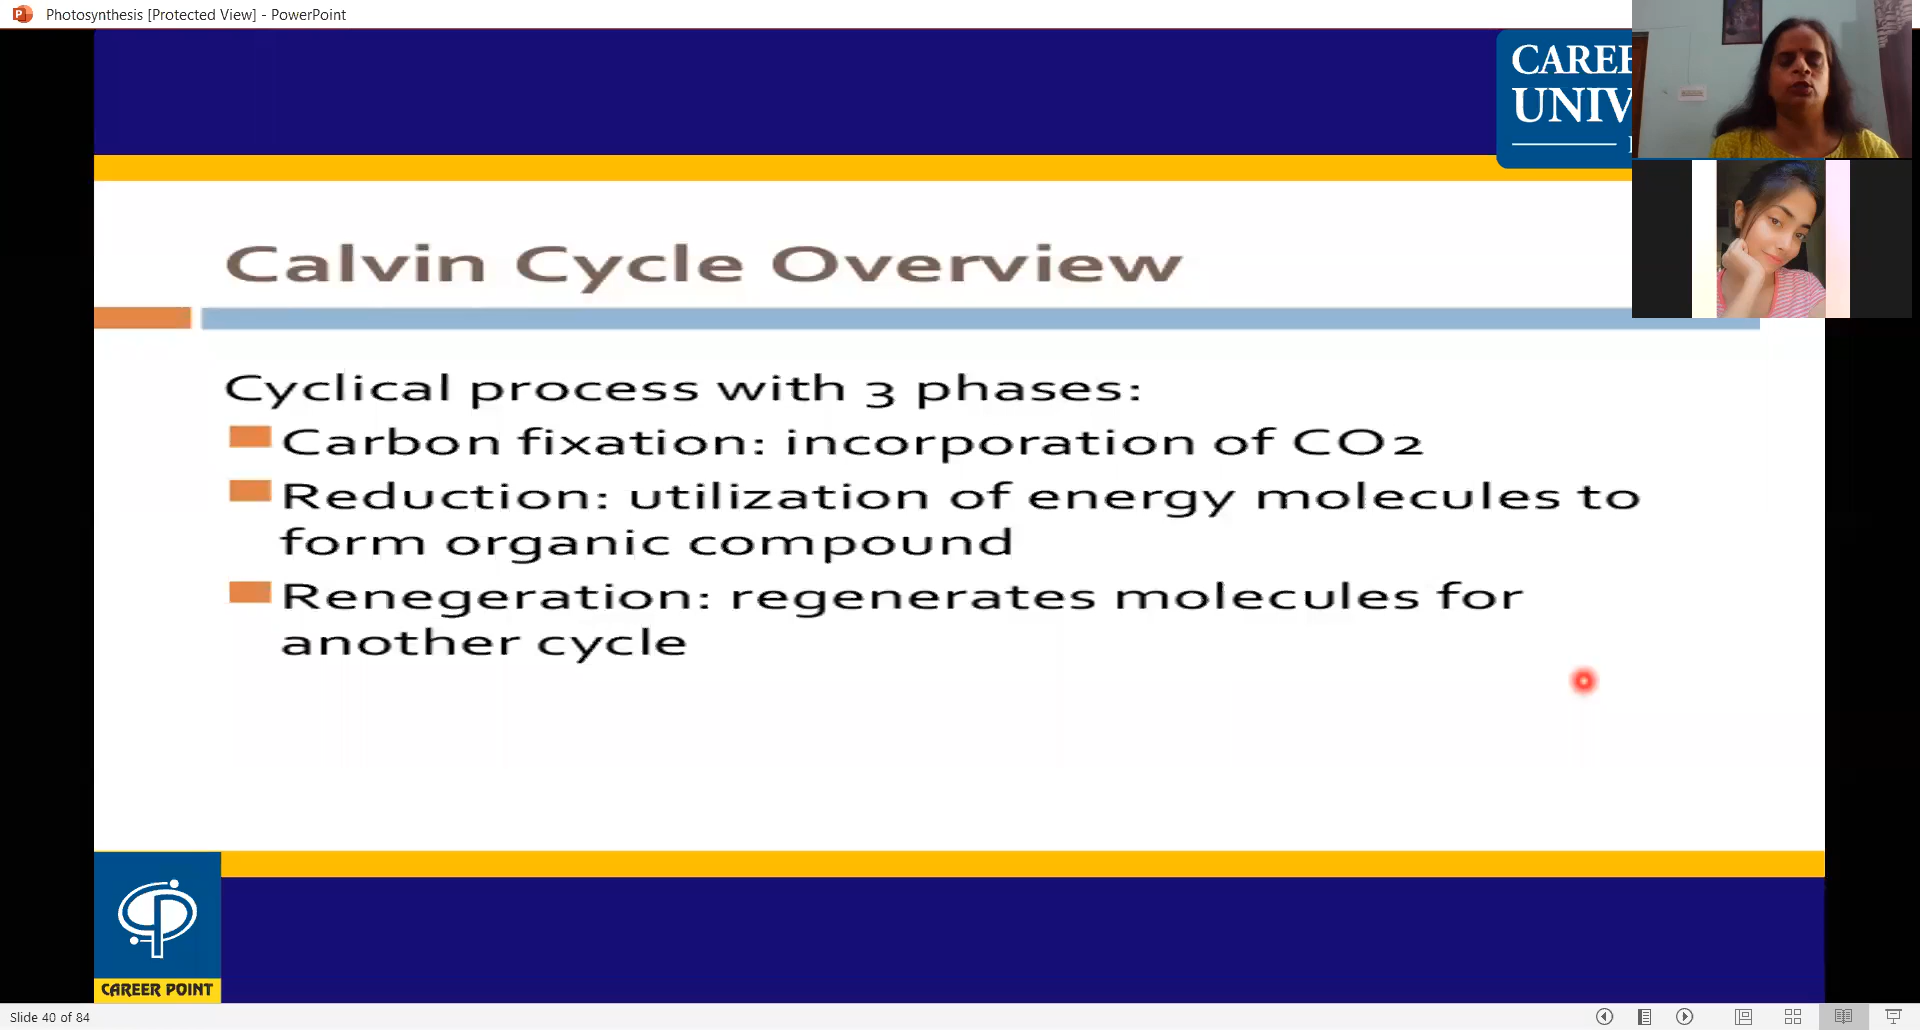 Photosynthesis [Protected View] - PowerPoint
CAREE
UNIV
Calvin Cycle Overview
Cyclical process with 3 phases:
Carbon fixation: incorporation of CO2
Reduction: utilization of energy molecules to
form organic compound
Renegeration: regenerates molecules for
another cycle
CAREER POINT
Slide 40 of 84